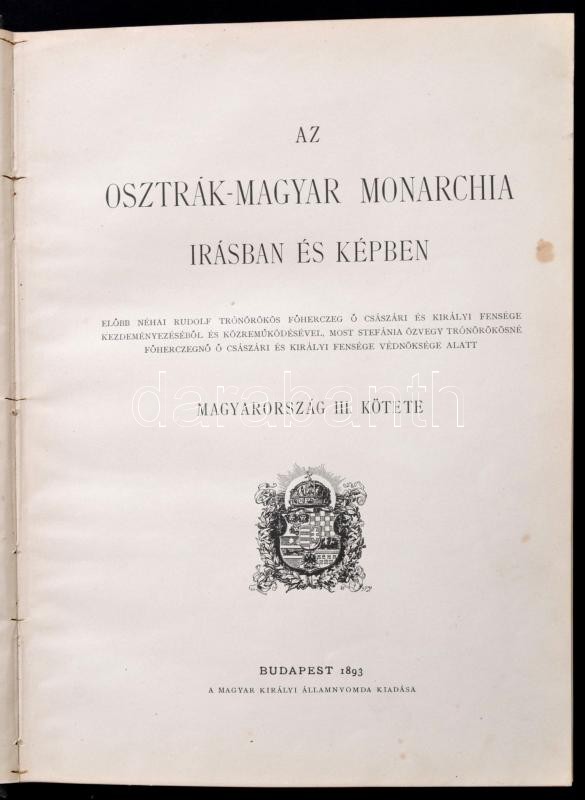 AZ
OSZTRÁK-MAGYAR MONARCHIA
IRÁSBAN ÉS KÉPBEN
ELŐBB NÉHAI RUDOLF TRÓNÖRÖKÖS FŐHERCZEG Ő CSÁSZÁRI ÉS KIRÁLYI FENSÉGE
KEZDEMÉNYEZÉSÉBŐL ÉS KÖZREMŰKÖDÉSÉVEL, MOST STEFÁNIA ÖZVEGY TRÓNÖRÖKÖSNÉ
FŐHERCZEGNŐ Ő CSÁSZÁRI ÉS KIRÁLYI FENSÉGE VÉDNÖKSÉGE ALATT
darabanth
MAGYARORSZÁG III. KÖTETE
BUDAPEST 1893
A MAGYAR KIRÁLYI ÁLLAMNYOMDA KIADÁSA